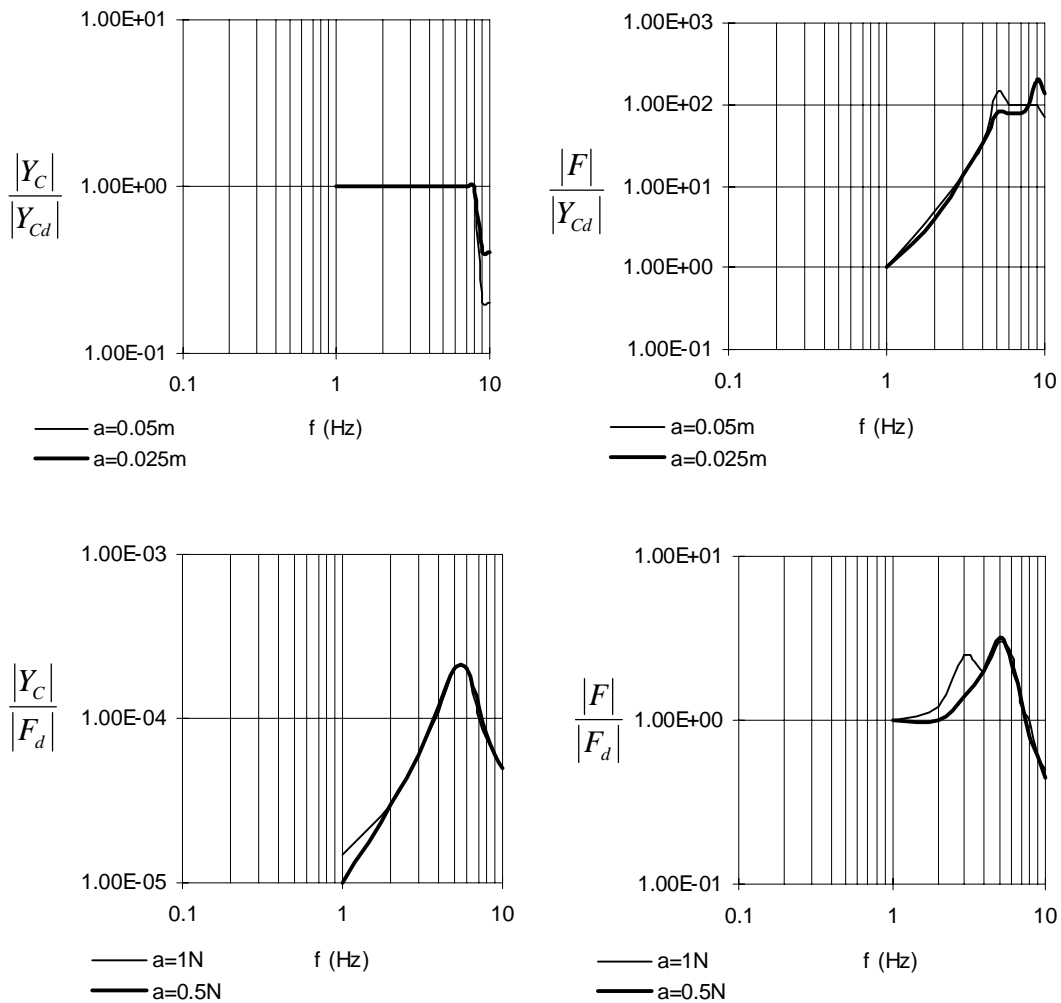 1.00E+01
1.00E+00
1.00E-01
0.1 1 10
|Y_C|
|Y_Cd|
f (Hz)
a=0.05m
a=0.025m
1.00E+03
1.00E+02
1.00E+01
1.00E+00
1.00E-01
0.1 1 10
|F|
|Y_Cd|
f (Hz)
a=0.05m
a=0.025m
1.00E-03
1.00E-04
1.00E-05
0.1 1 10
|Y_C|
|F_d|
f (Hz)
a=1N
a=0.5N
1.00E+01
1.00E+00
1.00E-01
0.1 1 10
|F|
|F_d|
f (Hz)
a=1N
a=0.5N